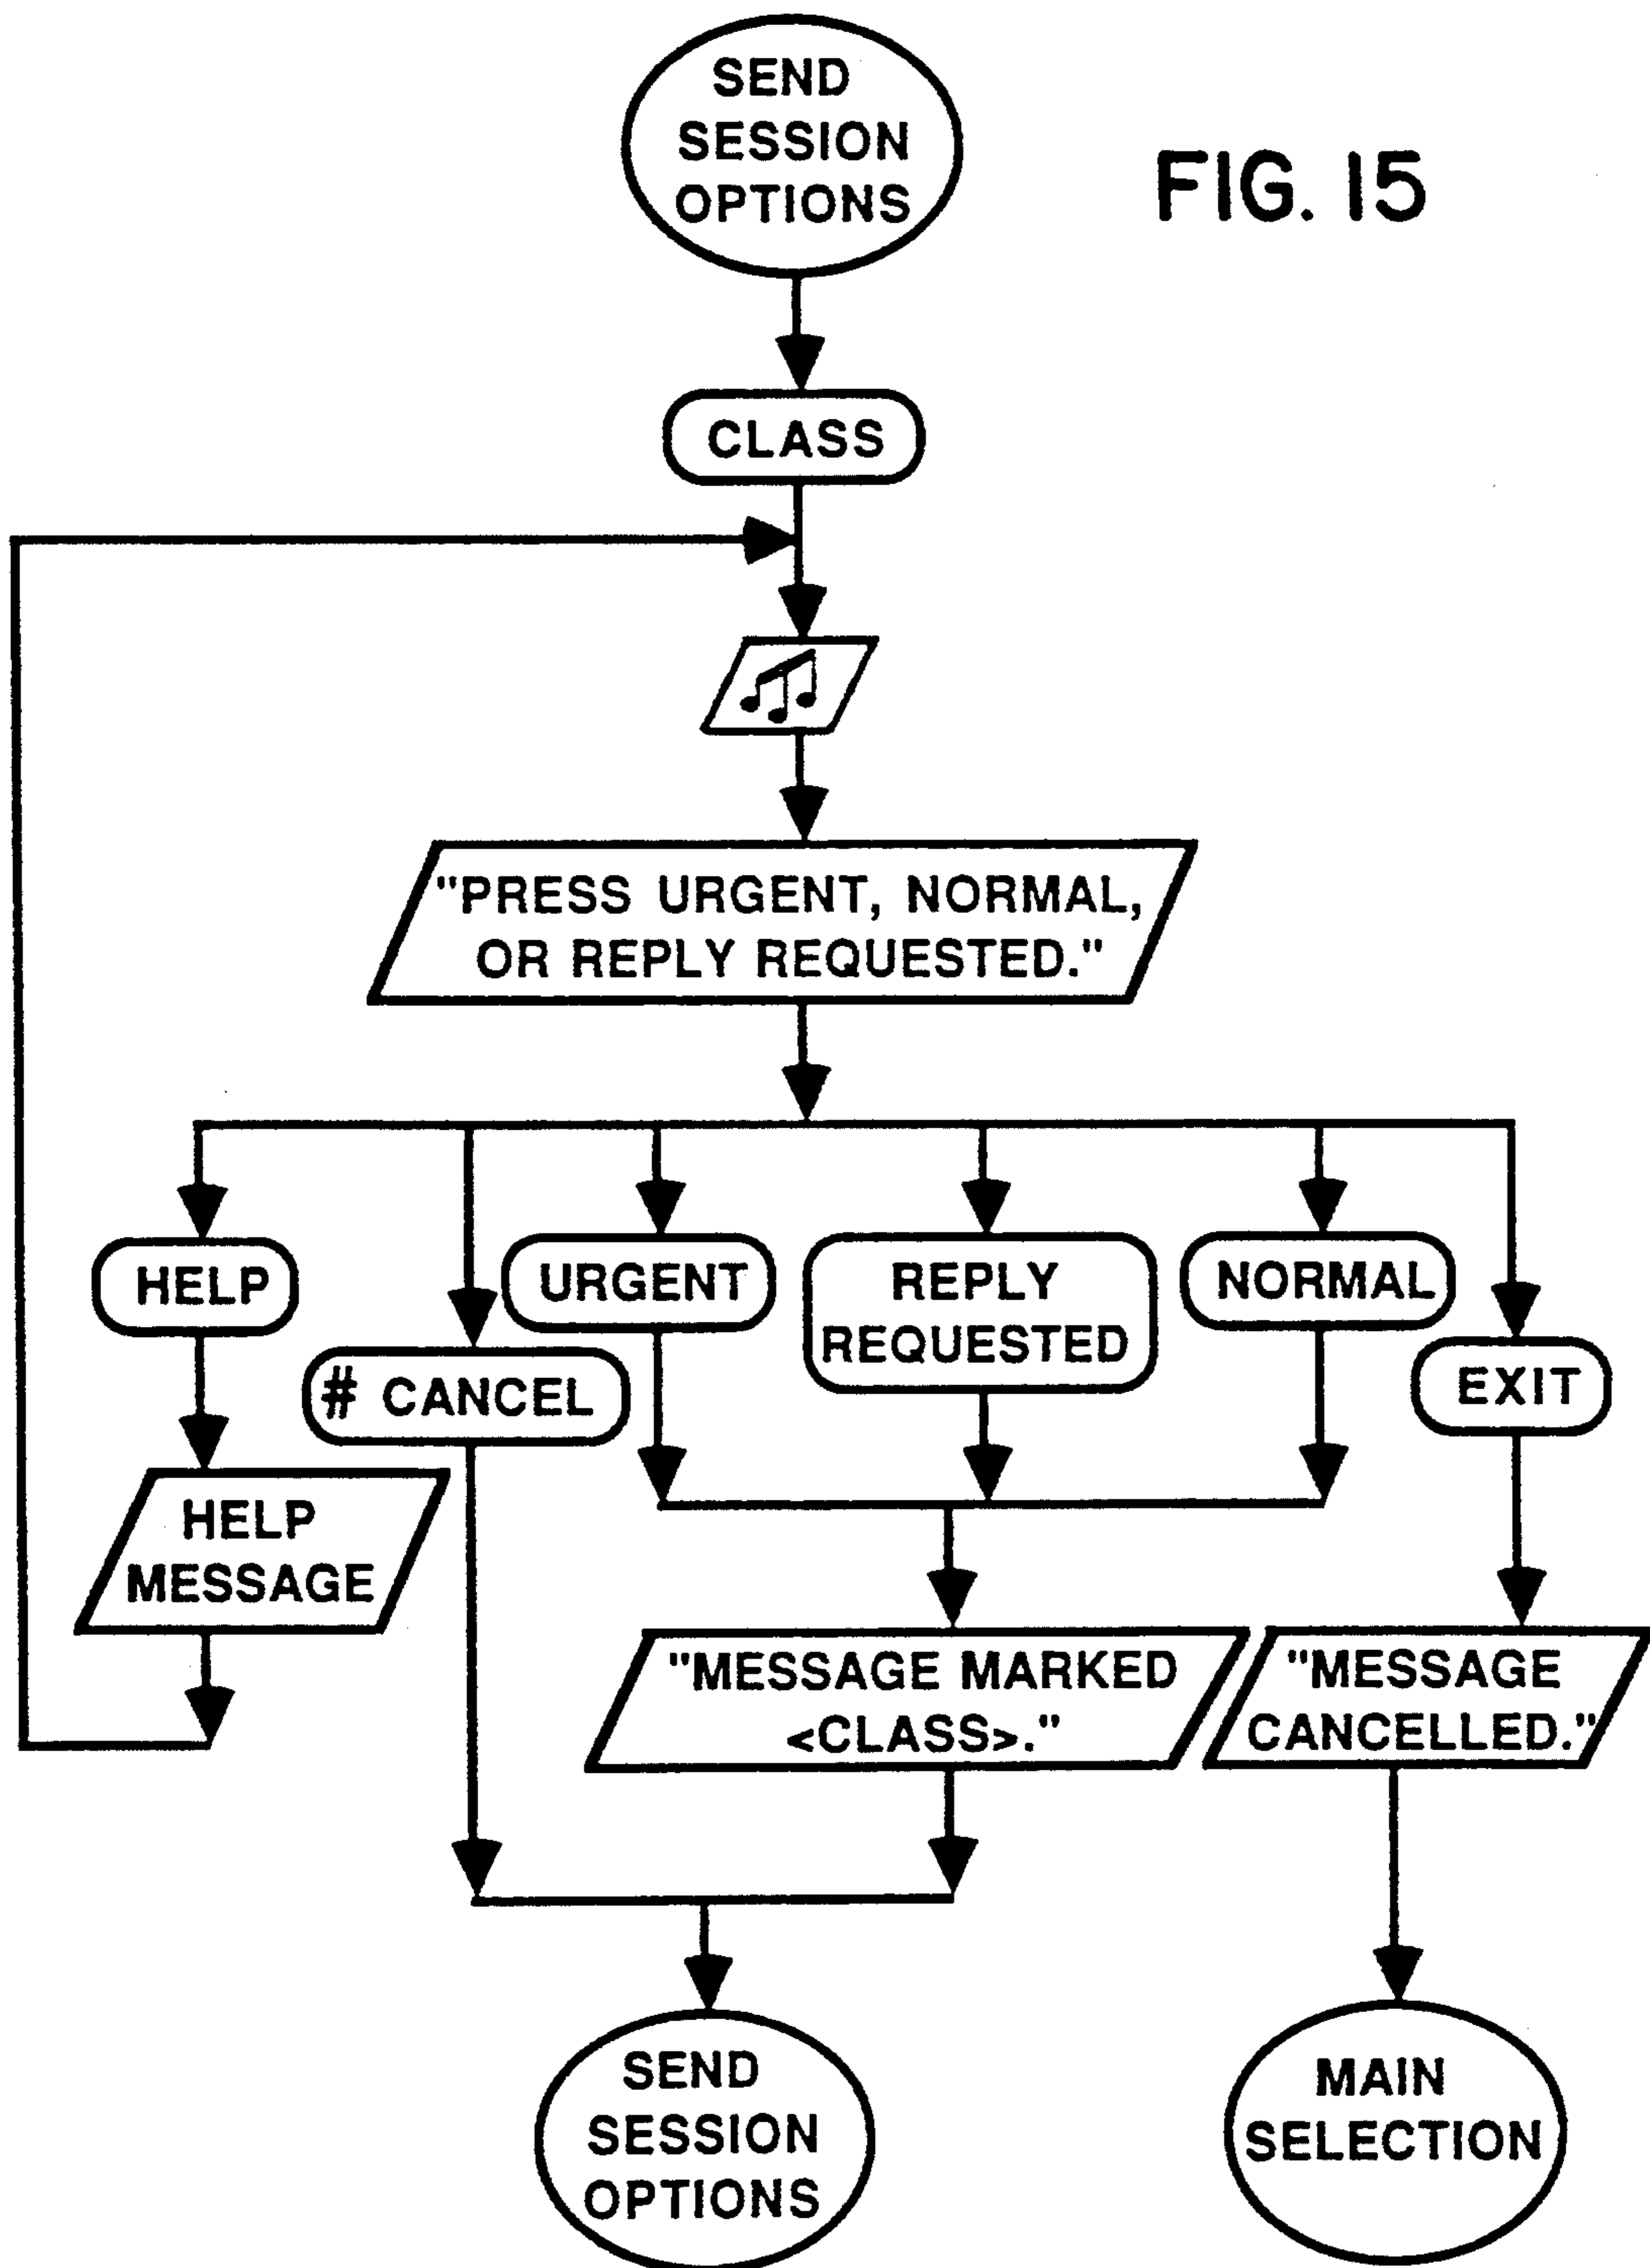 SEND
SESSION
OPTIONS
FIG. 15
CLASS
"PRESS URGENT, NORMAL,
OR REPLY REQUESTED."
HELP
# CANCEL
URGENT
REPLY
REQUESTED
NORMAL
EXIT
HELP
MESSAGE
"MESSAGE MARKED
<CLASS>."
"MESSAGE
CANCELLED."
SEND
SESSION
OPTIONS
MAIN
SELECTION